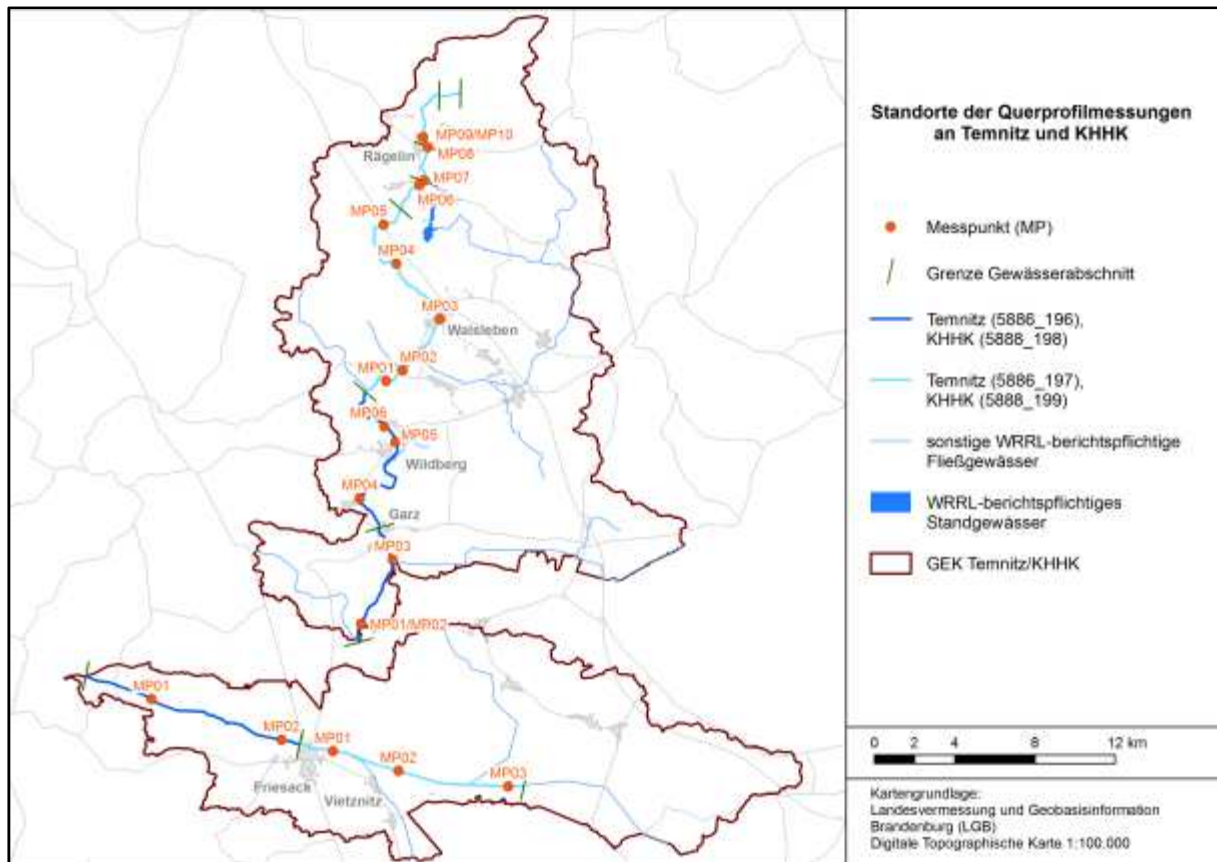 MP09/MP10
MP08
Rägelin
MP07
MP06
MP05
MP04
MP03
Walsleben
MP02
MP01
MP06
MP05
Wildberg
MP04
Garz
MP03
MP01/MP02
MP01
MP02
MP01
MP02
MP03
Friesack
Vietznitz
Standorte der Querprofilmessungen
an Temnitz und KHHK
Messpunkt (MP)
Grenze Gewässerabschnitt
Temnitz (5886_196),
KHHK (5888_198)
Temnitz (5886_197),
KHHK (5888_199)
sonstige WRRL-berichtspflichtige
Fließgewässer
WRRL-berichtspflichtiges
Standgewässer
GEK Temnitz/KHHK
0 2 4 8 12 km
Kartengrundlage:
Landesvermessung und Geobasisinformation
Brandenburg (LGB)
Digitale Topographische Karte 1:100.000